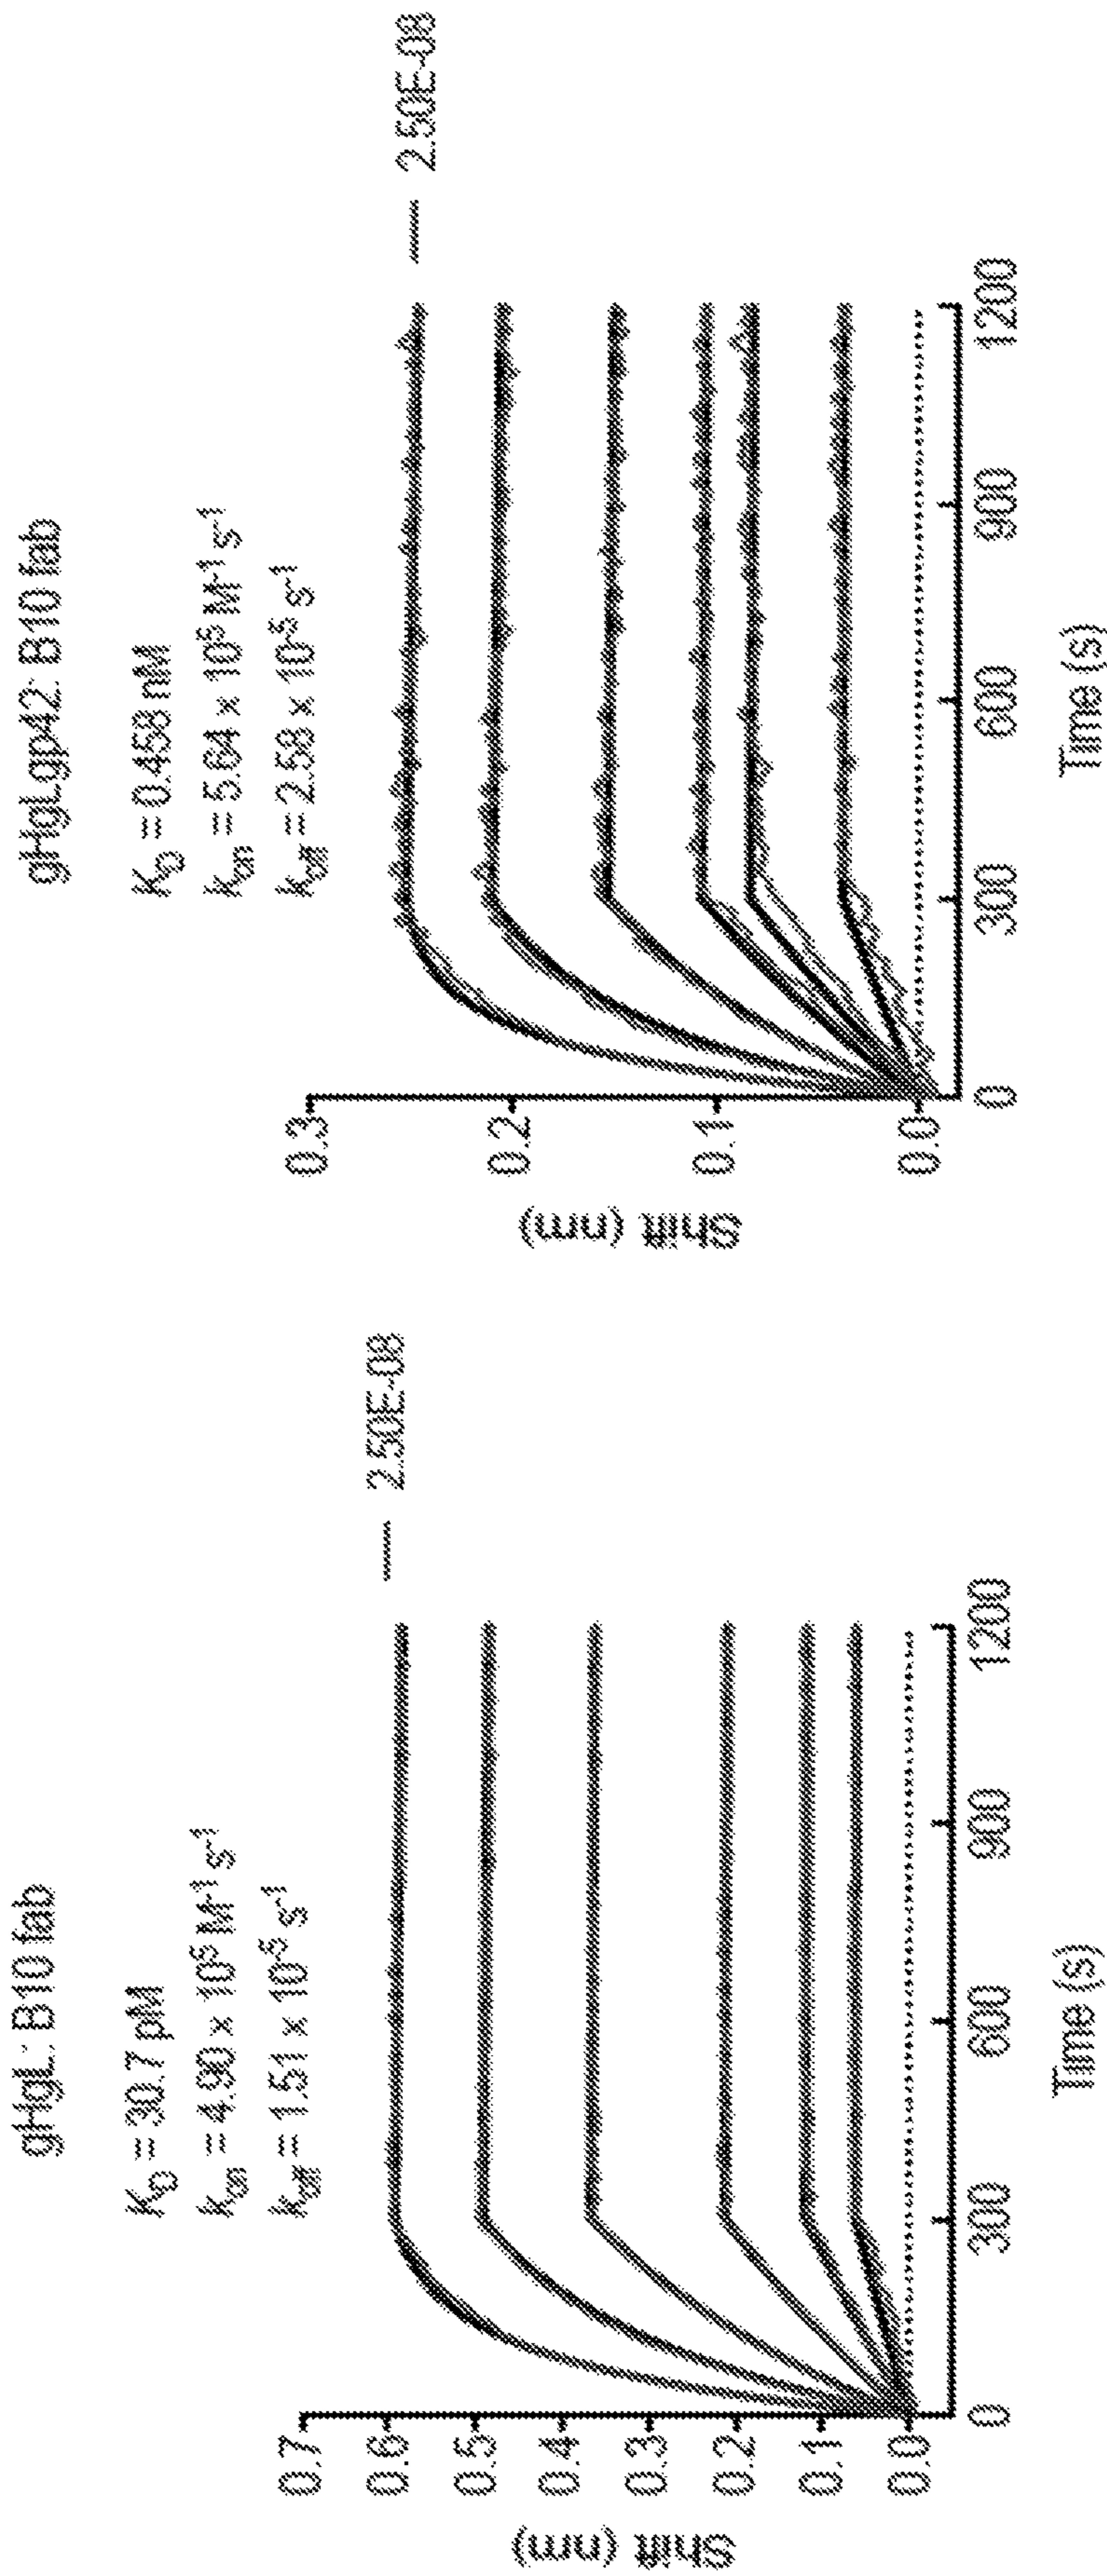 gHgL: B10 fab
K_D = 30.7 pM
k_on = 4.90 x 10⁵ M⁻¹ s⁻¹
k_off = 1.51 x 10⁻⁵ s⁻¹
0.7
0.6
0.5
0.4
0.3
0.2
0.1
0.0
Shift (nm)
0 300 600 900 1200
Time (s)
2.50E-08
gHgLgp42: B10 fab
K_D = 0.458 nM
k_on = 5.64 x 10⁵ M⁻¹ s⁻¹
k_off = 2.58 x 10⁻⁵ s⁻¹
0.3
0.2
0.1
0.0
Shift (nm)
0 300 600 900 1200
Time (s)
2.50E-08